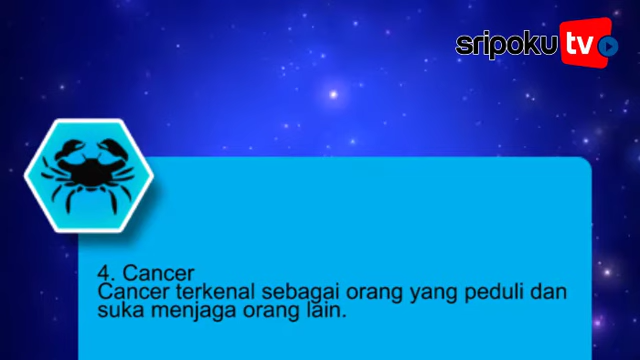 sripoku tv
4. Cancer
Cancer terkenal sebagai orang yang peduli dan
suka menjaga orang lain.